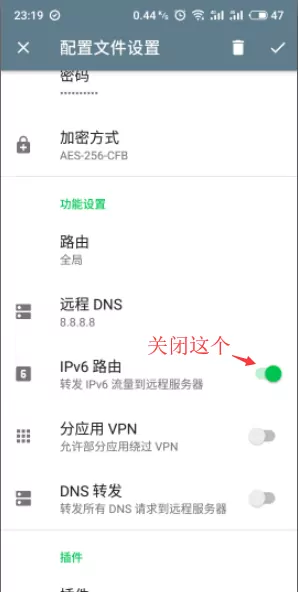 23:19
0.44 ⚡ 47
配置文件设置
密码
••••••••••
加密方式
AES-256-CFB
功能设置
路由
全局
远程 DNS
8.8.8.8
关闭这个
6
IPv6 路由
转发 IPv6 流量到远程服务器
分应用 VPN
允许部分应用绕过 VPN
DNS 转发
转发所有 DNS 请求到远程服务器
插件